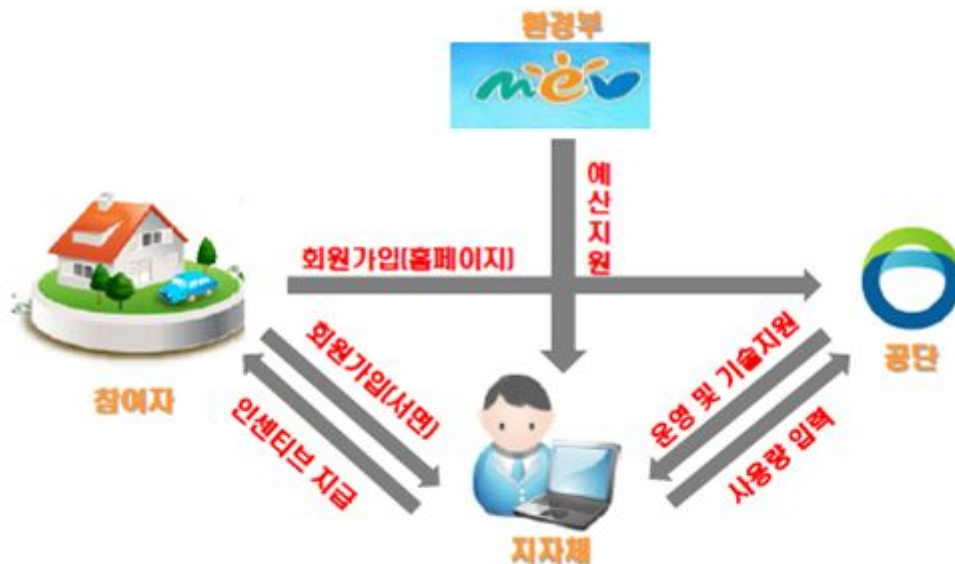 환경부
mev
예산지원
회원가입(홈페이지)
공단
참여자
회원가입(서면)
인센티브 지급
운영 및 기술지원
사용량 입력
지자체